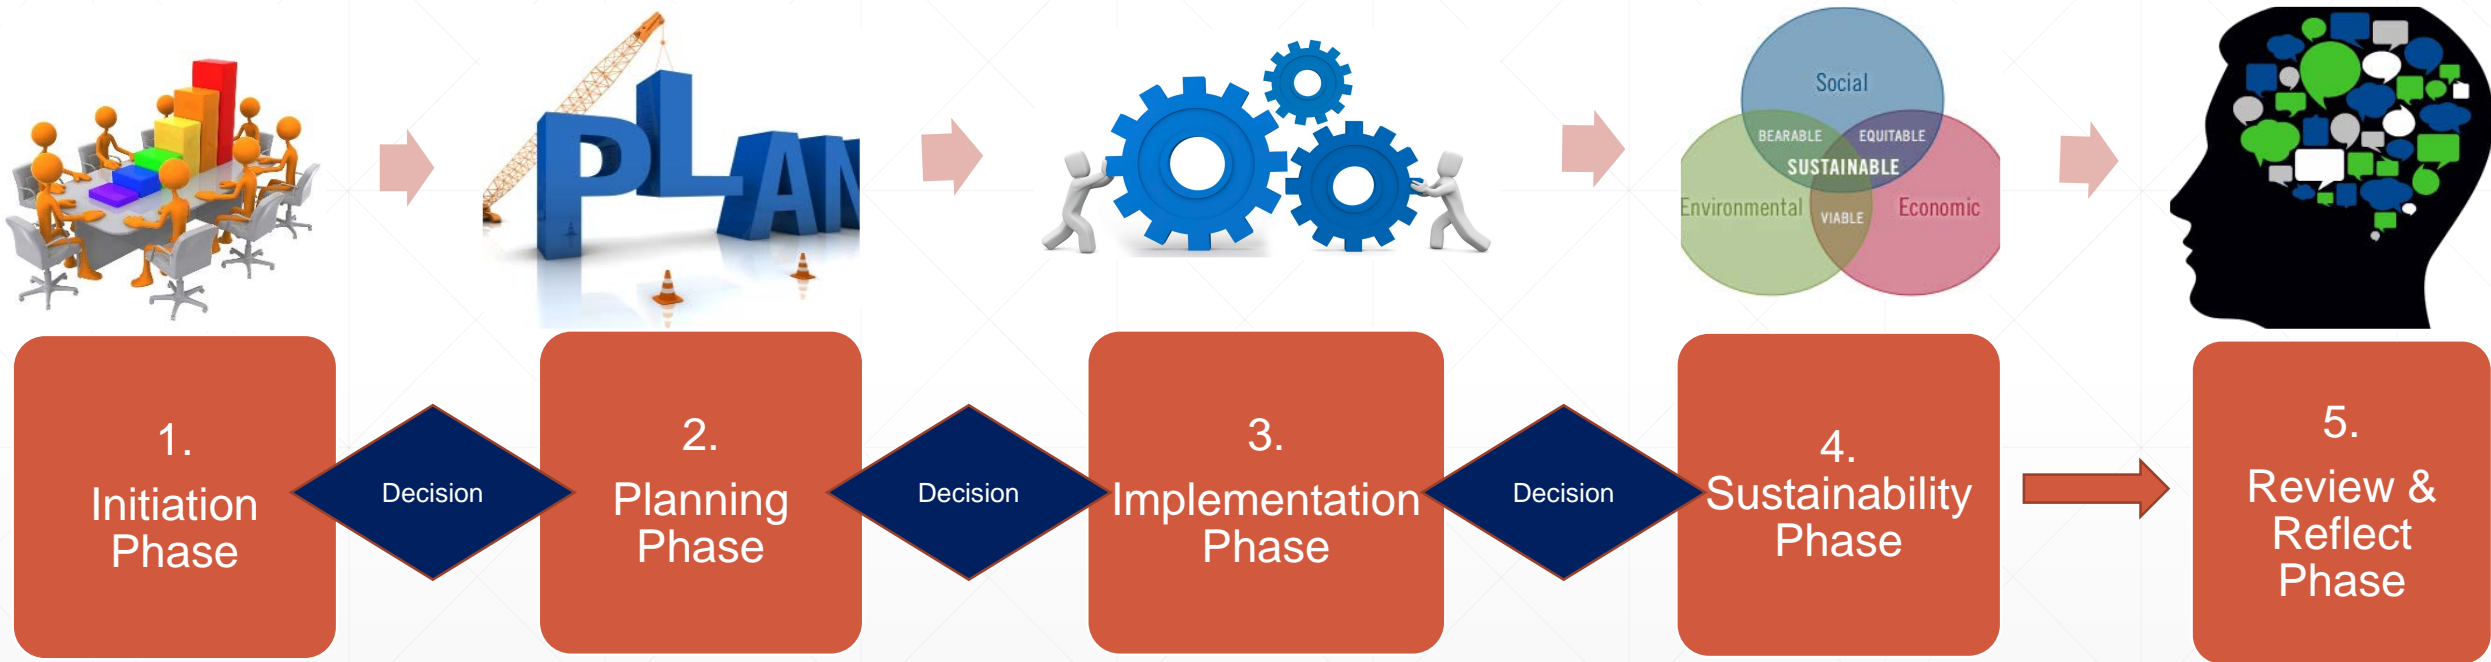 PLAN
Social
BEARABLE
EQUITABLE
SUSTAINABLE
Environmental
VIABLE
Economic
1.
Initiation
Phase
Decision
2.
Planning
Phase
Decision
3.
Implementation
Phase
Decision
4.
Sustainability
Phase
5.
Review &
Reflect
Phase